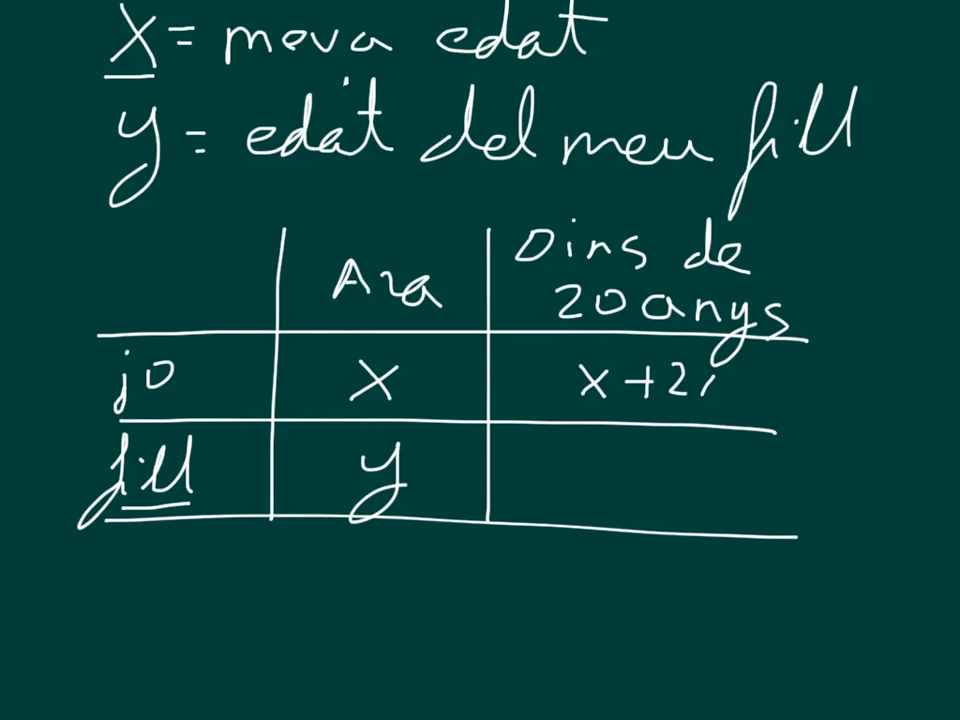 x = meva edat
y = edat del meu fill
Ara
Dins de
20 anys
jo x x + 2
fill y